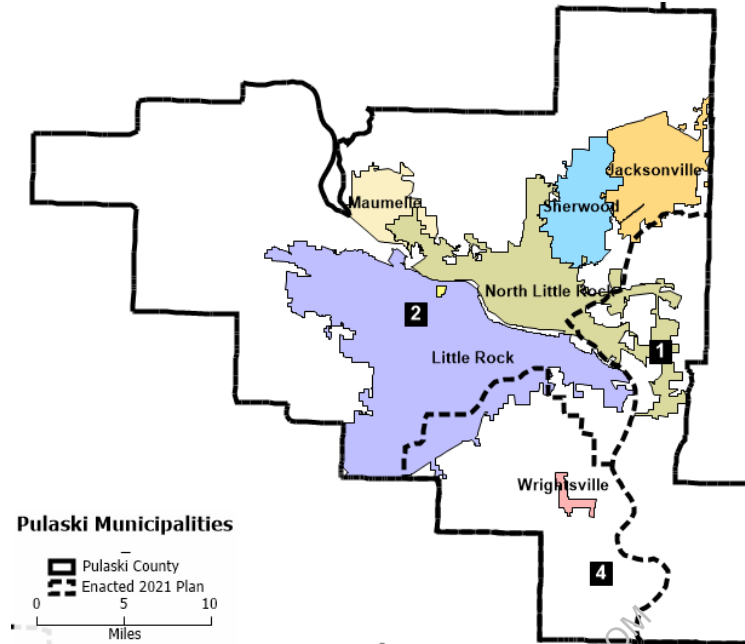 Jacksonville
Maumelle
Sherwood
North Little Rock
2
1
Little Rock
Wrightsville
4
Pulaski Municipalities
Pulaski County
Enacted 2021 Plan
0 5 10
Miles